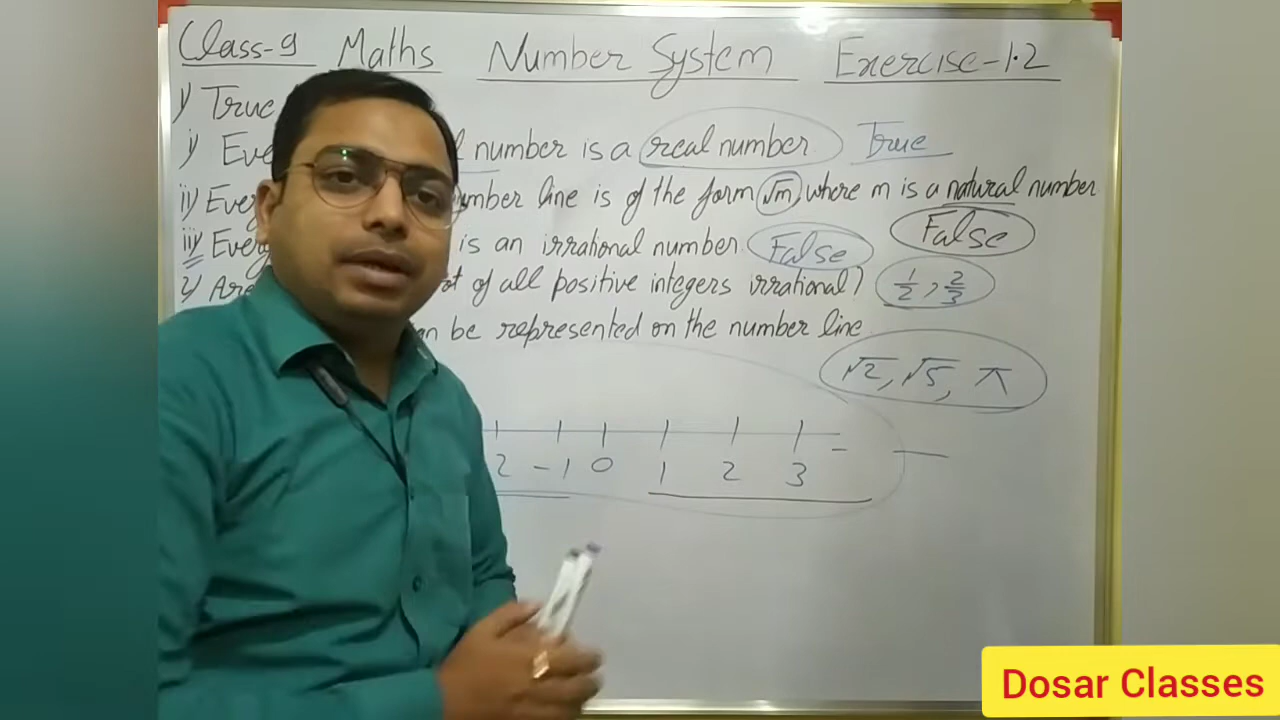 Class-9 Maths Number System Exercise-1.2
1) True
i) Eve number is a real number True
ii) Every number line is of the form √m, where m is a natural number
False
iii) Every is an irrational number False
2) Are of all positive integers irrational? 1/2, 2/3
be represented on the number line
√2, √5, π
2 -1 0 1 2 3
Dosar Classes